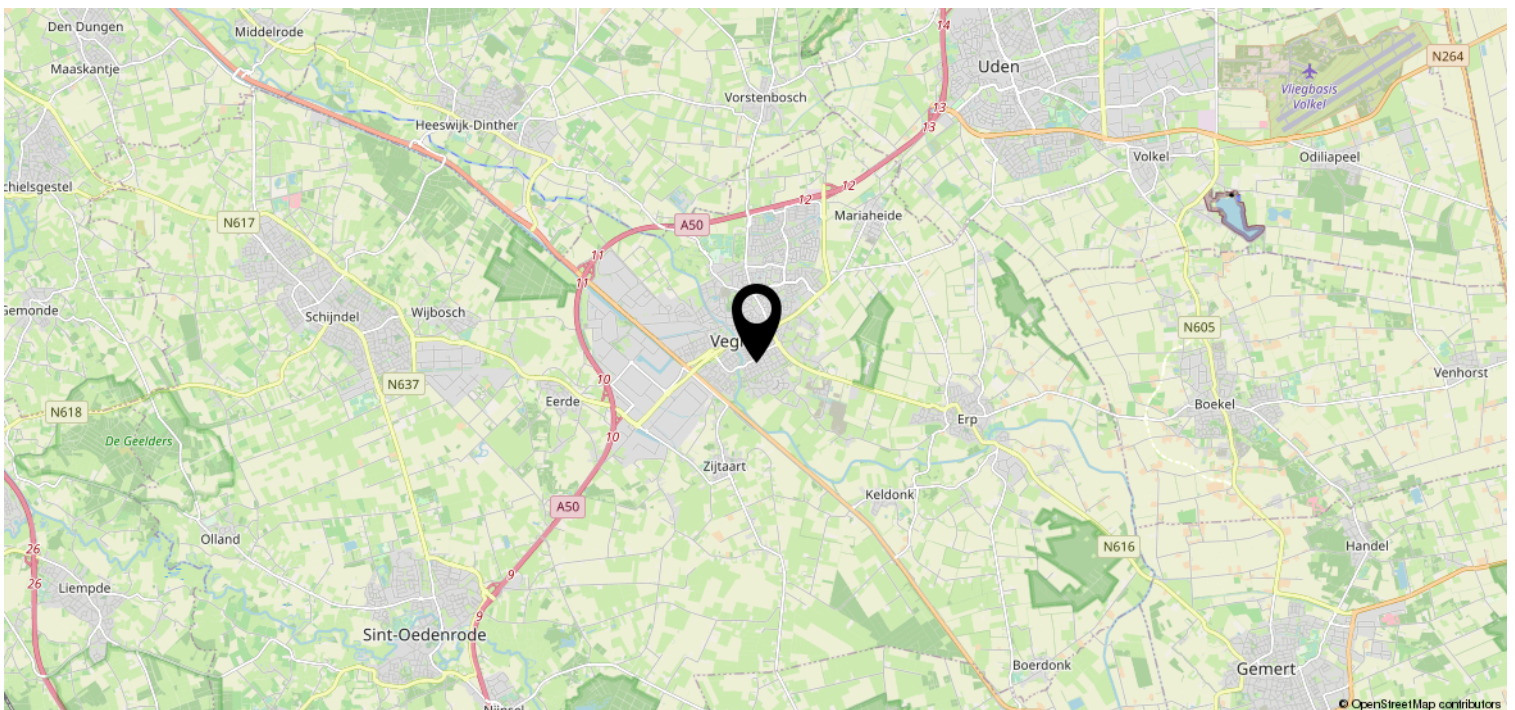 Den Dungen
Middelrode
14
Maaskantje
Uden
N264
Vliegbasis
Volkel
Vorstenbosch
13
13
Heeswijk-Dinther
Volkel
Odiliapeel
chielsgestel
12
12
N617
A50
Mariaheide
11
11
Gemonde
Schijndel
Wijbosch
N605
Veg
N637
10
Venhorst
Eerde
N618
Boekel
De Geelders
Erp
10
Zijtaart
Keldonk
A50
Olland
26
26
N616
Handel
9
9
Liempde
Sint-Oedenrode
Boerdonk
Gemert
Nijnsel
© OpenStreetMap contributors